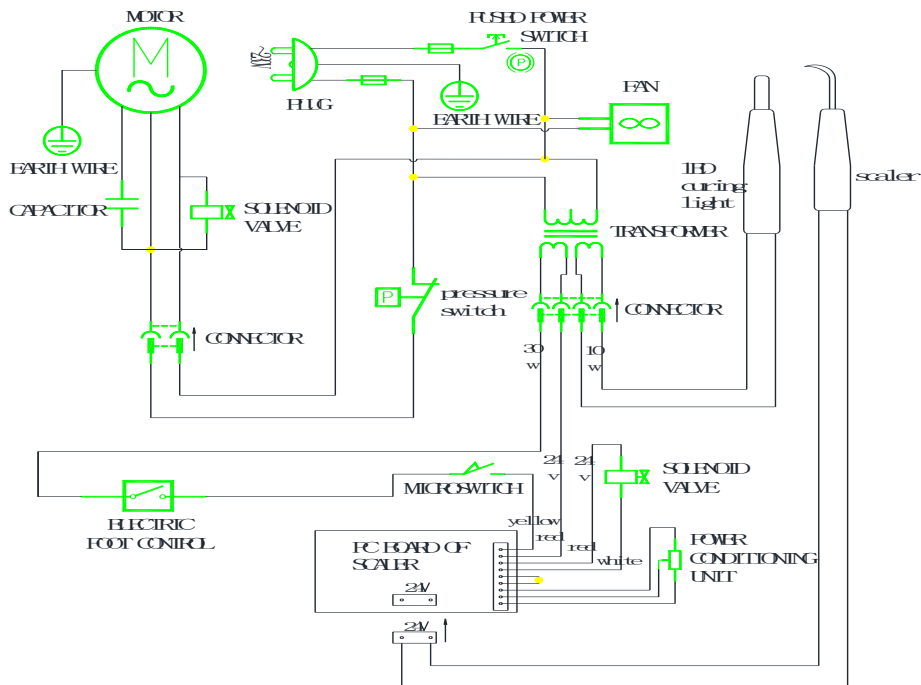 MOTOR
FUSED POWER
SWITCH
P
M
FAN
PLUG
EARTH WIRE
EARTH WIRE
LED
curing
light
scaler
CAPACITOR
SOLENOID
VALVE
TRANSFORMER
P
pressure
switch
CONNECTOR
CONNECTOR
30
w
10
w
24
v
24
v
SOLENOID
VALVE
MICROSWITCH
ELECTRIC
FOOT CONTROL
yellow
red
red
white
PC BOARD OF
SCALER
POWER
CONDITIONING
UNIT
24V
24V